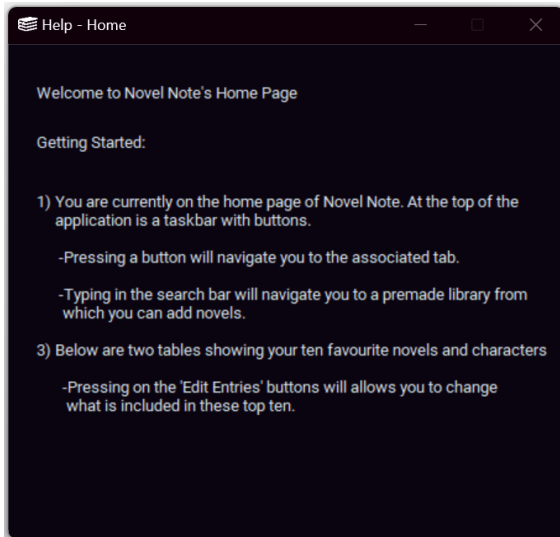 Help - Home
Welcome to Novel Note's Home Page
Getting Started:
1) You are currently on the home page of Novel Note. At the top of the
application is a taskbar with buttons.
-Pressing a button will navigate you to the associated tab.
-Typing in the search bar will navigate you to a premade library from
which you can add novels.
3) Below are two tables showing your ten favourite novels and characters
-Pressing on the 'Edit Entries' buttons will allows you to change
what is included in these top ten.